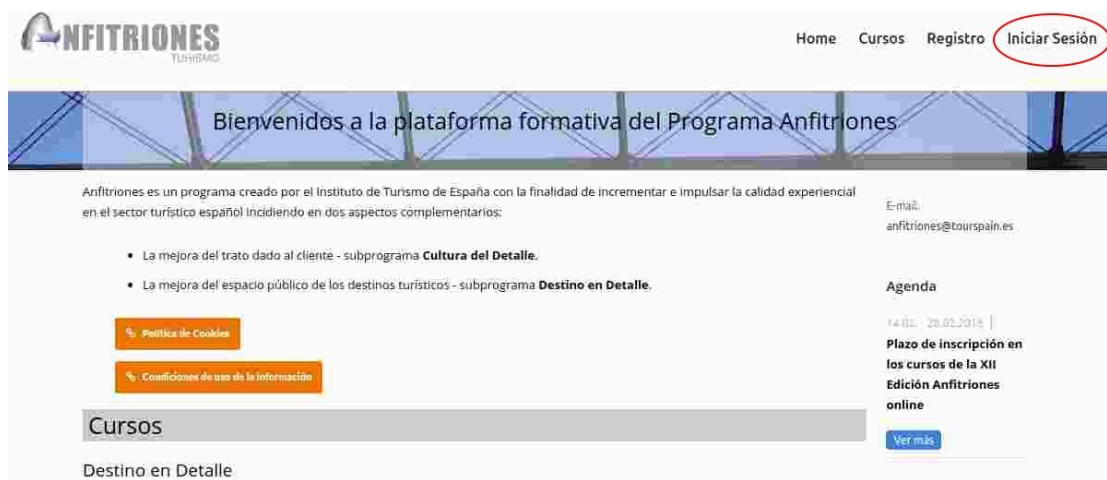 ANFITRIONES
TURISMO
Home Cursos Registro Iniciar Sesión
Bienvenidos a la plataforma formativa del Programa Anfitriones
Anfitriones es un programa creado por el Instituto de Turismo de España con la finalidad de incrementar e impulsar la calidad experiencial
en el sector turístico español incidiendo en dos aspectos complementarios:
• La mejora del trato dado al cliente - subprograma Cultura del Detalle.
• La mejora del espacio público de los destinos turísticos - subprograma Destino en Detalle.
Política de Cookies
Condiciones de uso de la información
Cursos
Destino en Detalle
E-mail:
anfitriones@tourspain.es
Agenda
Plazo de inscripción en
los cursos de la XII
Edición Anfitriones
online
Ver más